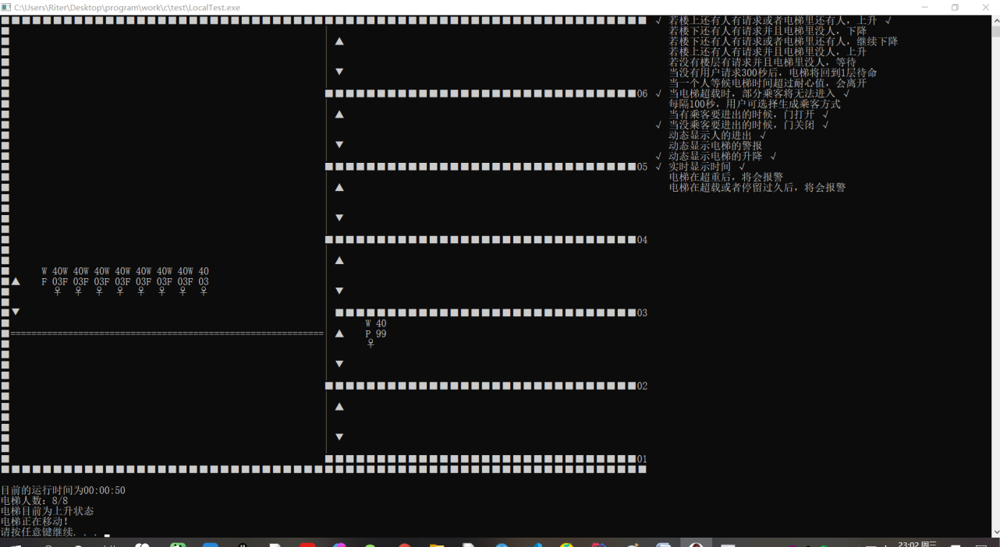 C:\Users\Riter\Desktop\program\work\c\test\LocalTest.exe
√ 若楼上还有人有请求或者电梯里还有人，上升 √
若楼下还有人有请求并且电梯里没人，下降
若楼下还有人有请求或者电梯里还有人，继续下降
若楼上还有人有请求并且电梯里没人，上升
若没有楼层有请求并且电梯里没人，等待
当没有用户请求300秒后，电梯将回到1层待命
当一个人等候电梯时间超过耐心值，会离开
06 √ 当电梯超载时，部分乘客将无法进入 √
每隔100秒，用户可选择生成乘客方式
当有乘客要进出的时候，门打开 √
√ 当没乘客要进出的时候，门关闭 √
动态显示人的进出 √
动态显示电梯的警报
√ 动态显示电梯的升降 √
05 √ 实时显示时间 √
电梯在超重后，将会报警
电梯在超载或者停留过久后，将会报警
04
W 40W 40W 40W 40W 40W 40W 40W 40
F 03F 03F 03F 03F 03F 03F 03F 03
03
W 40
P 99
02
01
目前的运行时间为00:00:50
电梯人数：8/8
电梯目前为上升状态
电梯正在移动！
请按任意键继续. . .
23:02 周三